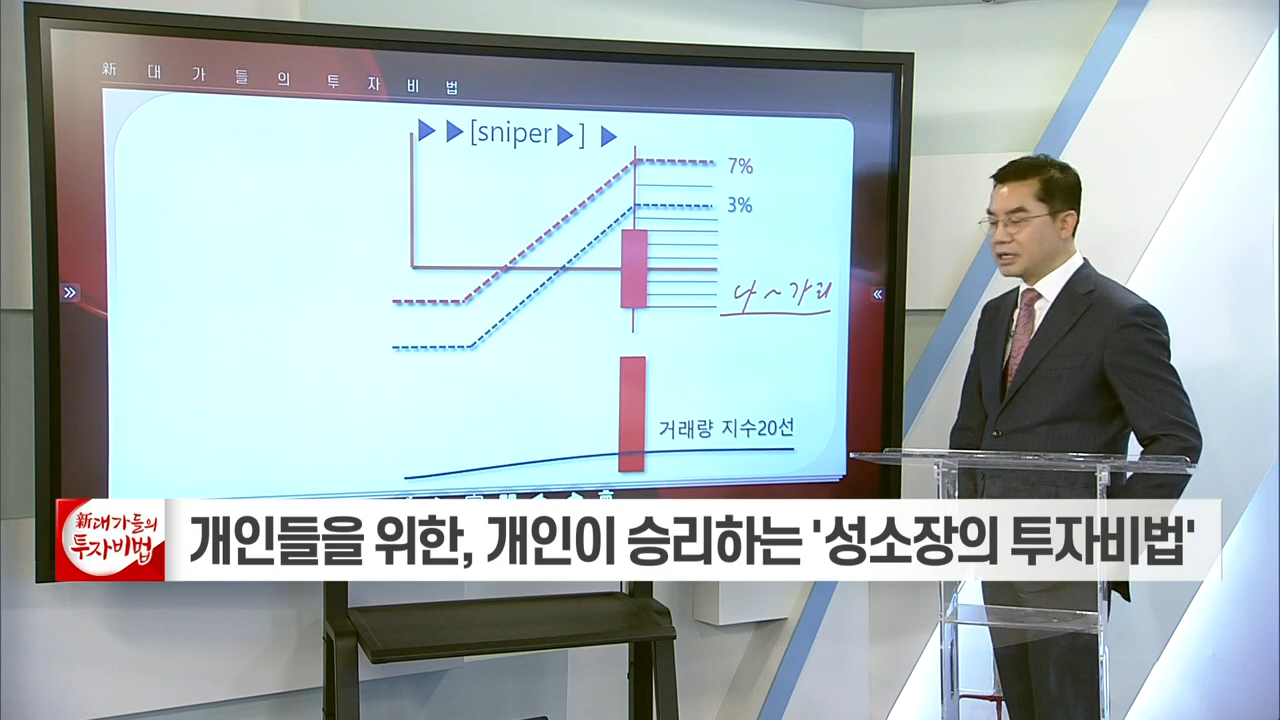 新 대가들의 투자비법
▶▶[sniper▶] ▶
7%
3%
나~가리
거래량 지수20선
新대가들의
투자비법
개인들을 위한, 개인이 승리하는 '성소장의 투자비법'